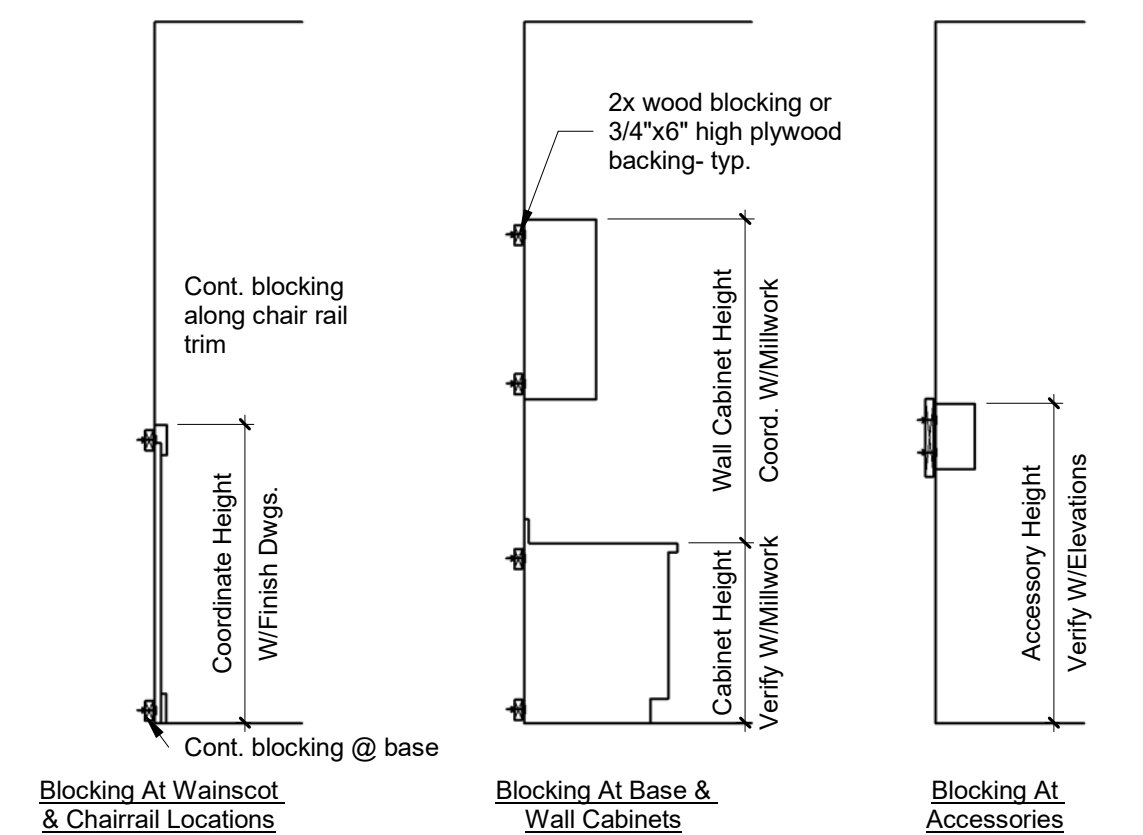 2x wood blocking or
3/4"x6" high plywood
backing- typ.
Cont. blocking
along chair rail
trim
Coordinate Height
W/Finish Dwgs.
Cont. blocking @ base
Wall Cabinet Height
Coord. W/Millwork
Cabinet Height
Verify W/Millwork
Accessory Height
Verify W/Elevations
Blocking At Wainscot
& Chairrail Locations
Blocking At Base &
Wall Cabinets
Blocking At
Accessories